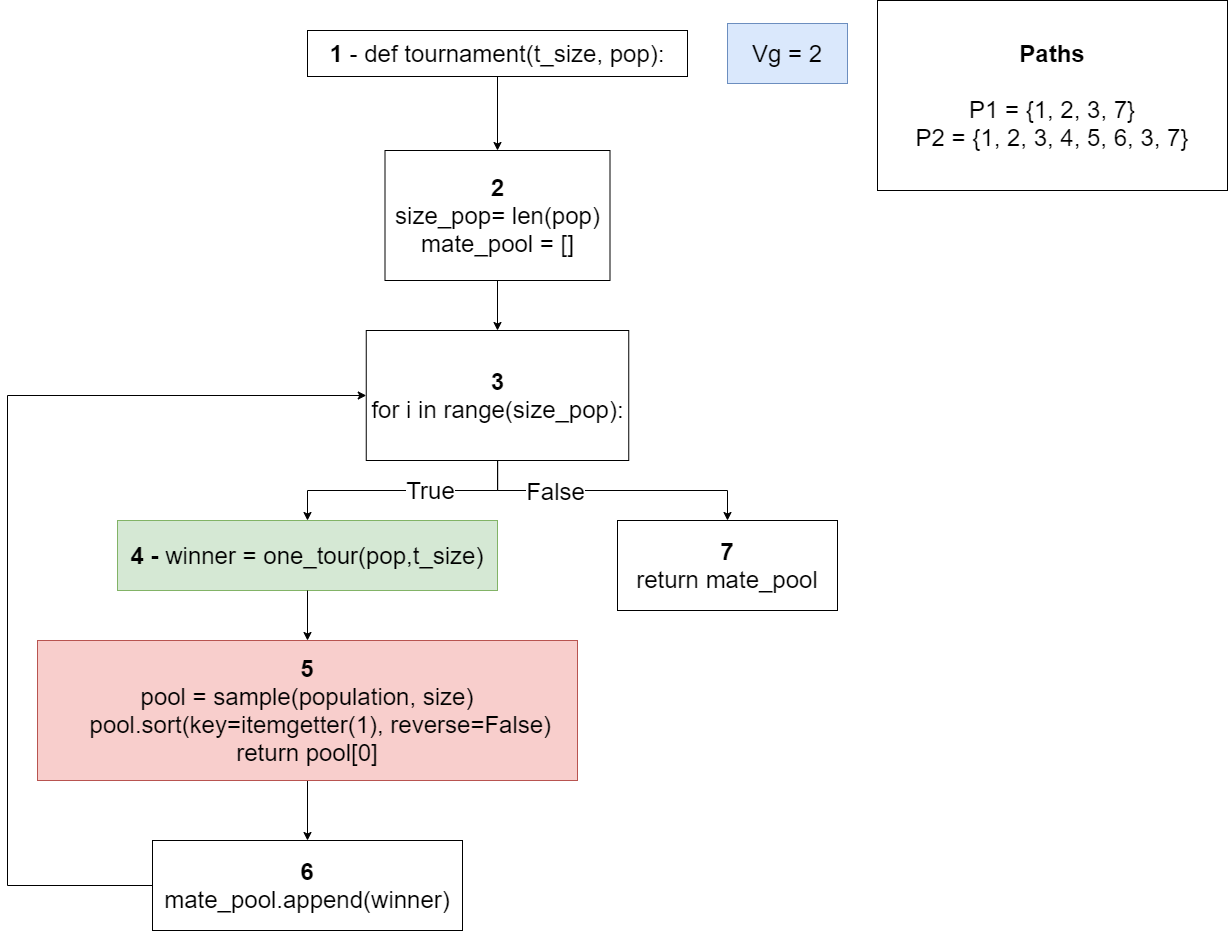 1 - def tournament(t_size, pop):
Vg = 2
Paths
P1 = {1, 2, 3, 7}
P2 = {1, 2, 3, 4, 5, 6, 3, 7}
2
size_pop= len(pop)
mate_pool = []
3
for i in range(size_pop):
True
False
4 - winner = one_tour(pop,t_size)
7
return mate_pool
5
pool = sample(population, size)
pool.sort(key=itemgetter(1), reverse=False)
return pool[0]
6
mate_pool.append(winner)